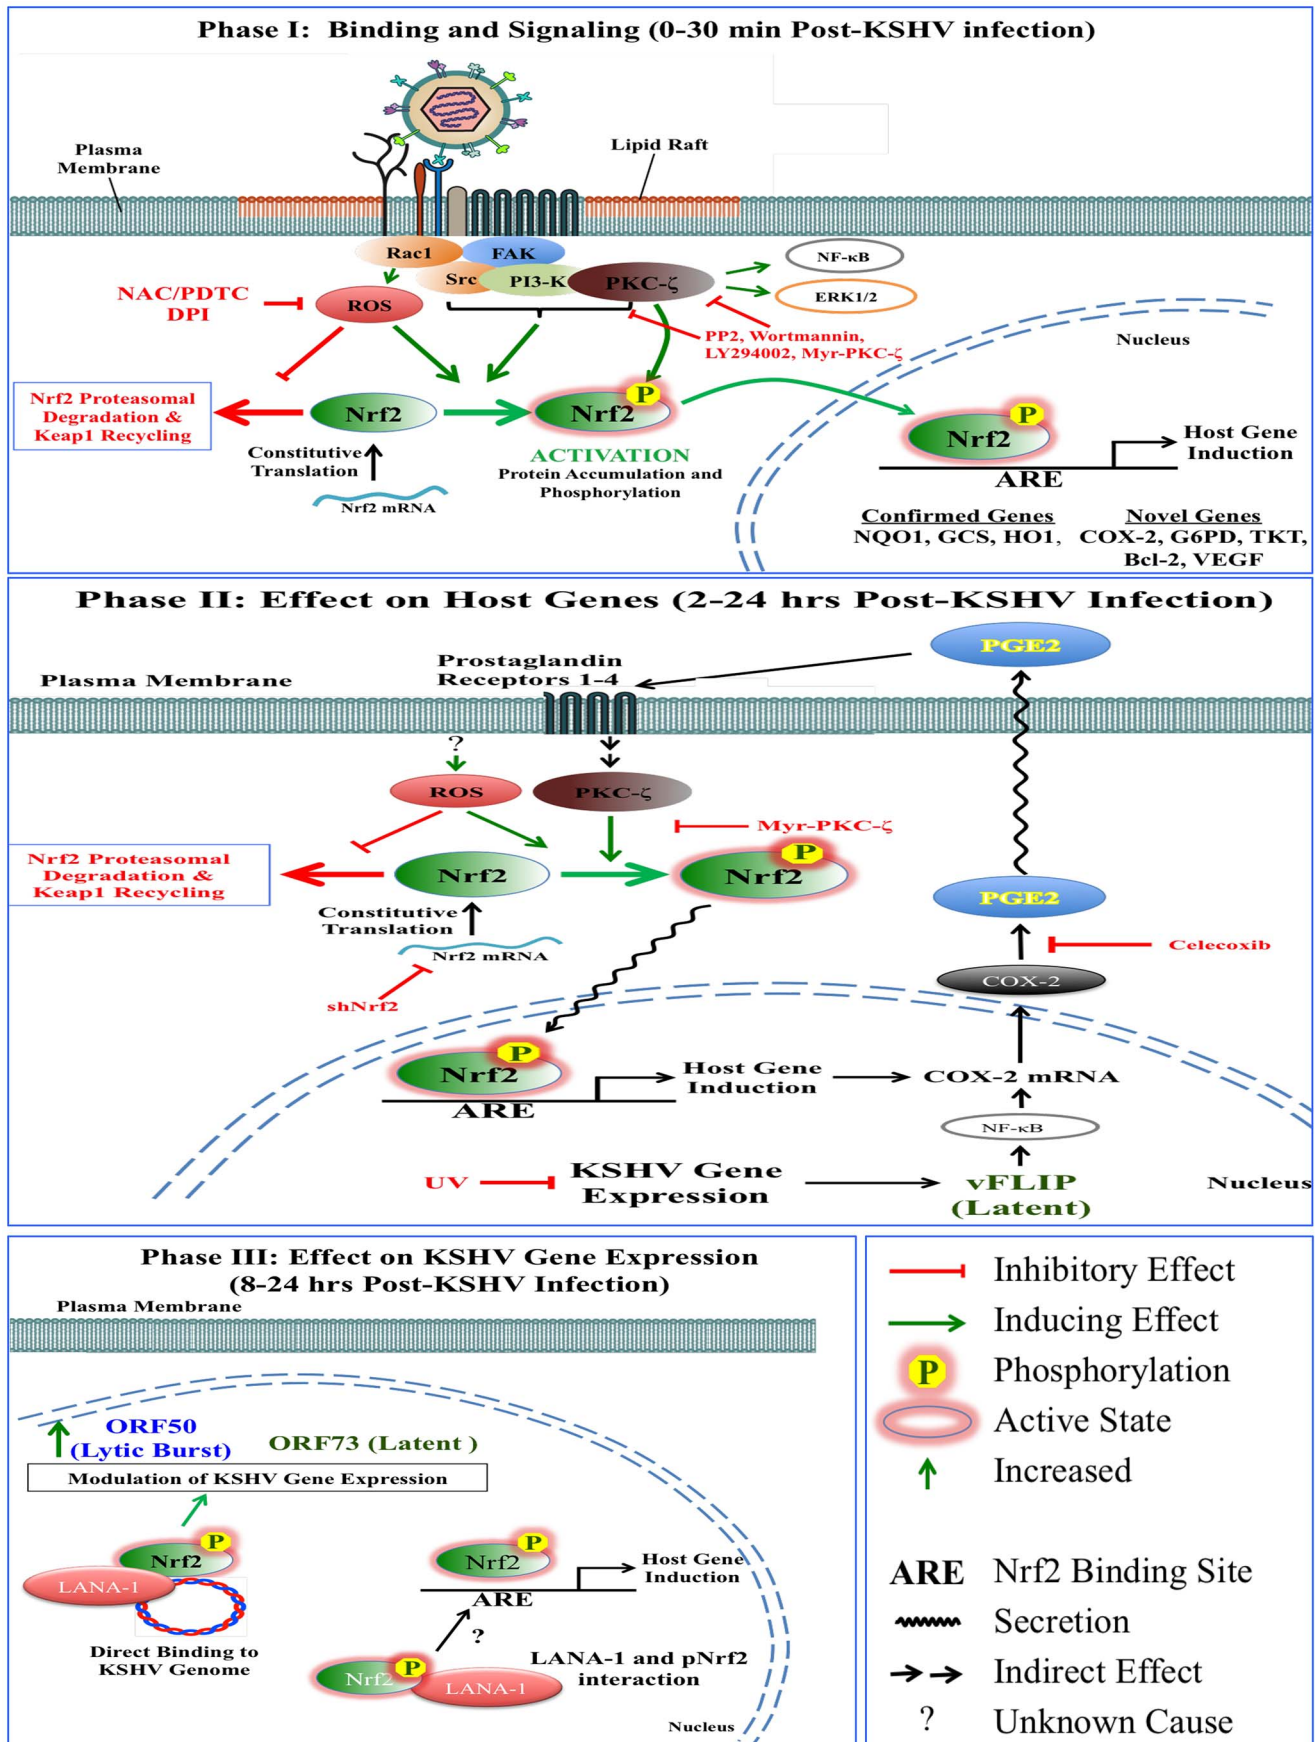 Phase I: Binding and Signaling (0-30 min Post-KSHV infection)
Plasma
Membrane
Lipid Raft
Rac1
FAK
Src
PI3-K
PKC-ζ
NF-κB
ERK1/2
NAC/PDTC
DPI
ROS
PP2, Wortmannin,
LY294002, Myr-PKC-ζ
Nucleus
Nrf2 Proteasomal
Degradation &
Keap1 Recycling
Nrf2
Nrf2
P
Nrf2
P
Constitutive
Translation
Nrf2 mRNA
ACTIVATION
Protein Accumulation and
Phosphorylation
ARE
Host Gene
Induction
Confirmed Genes
NQO1, GCS, HO1,
Novel Genes
COX-2, G6PD, TKT,
Bcl-2, VEGF
Phase II: Effect on Host Genes (2-24 hrs Post-KSHV Infection)
PGE2
Prostaglandin
Receptors 1-4
Plasma Membrane
?
ROS
PKC-ζ
Myr-PKC-ζ
Nrf2 Proteasomal
Degradation &
Keap1 Recycling
Nrf2
Nrf2
P
PGE2
Constitutive
Translation
Nrf2 mRNA
shNrf2
Celecoxib
COX-2
Nrf2
P
ARE
Host Gene
Induction
COX-2 mRNA
NF-κB
UV
KSHV Gene
Expression
vFLIP
(Latent)
Nucleus
Phase III: Effect on KSHV Gene Expression
(8-24 hrs Post-KSHV Infection)
Plasma Membrane
ORF50
(Lytic Burst)
ORF73 (Latent )
Modulation of KSHV Gene Expression
Nrf2
P
LANA-1
Direct Binding to
KSHV Genome
Nrf2
P
ARE
Host Gene
Induction
?
Nrf2
P
LANA-1
LANA-1 and pNrf2
interaction
Nucleus
Inhibitory Effect
Inducing Effect
P
Phosphorylation
Active State
Increased
ARE
Nrf2 Binding Site
Secretion
Indirect Effect
?
Unknown Cause